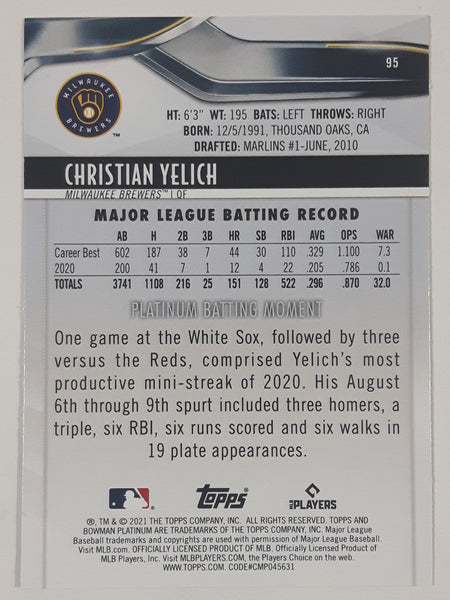 95
MILWAUKEE
BREWERS
™
HT: 6'3" WT: 195 BATS: LEFT THROWS: RIGHT
BORN: 12/5/1991, THOUSAND OAKS, CA
DRAFTED: MARLINS #1-JUNE, 2010
CHRISTIAN YELICH
MILWAUKEE BREWERS™ | OF
MAJOR LEAGUE BATTING RECORD
AB H 2B 3B HR SB RBI AVG OPS WAR
Career Best 602 187 38 7 44 30 110 .329 1.100 7.3
2020 200 41 7 1 12 4 22 .205 .786 0.1
TOTALS 3741 1108 216 25 151 128 522 .296 .870 32.0
PLATINUM BATTING MOMENT
One game at the White Sox, followed by three
versus the Reds, comprised Yelich's most
productive mini-streak of 2020. His August
6th through 9th spurt included three homers, a
triple, six RBI, six runs scored and six walks in
19 plate appearances.
topps
MLB PLAYERS
®, TM & © 2021 THE TOPPS COMPANY, INC. ALL RIGHTS RESERVED. TOPPS AND
BOWMAN PLATINUM ARE TRADEMARKS OF THE TOPPS COMPANY, INC. Major League
Baseball trademarks and copyrights are used with permission of Major League Baseball.
Visit MLB.com. OFFICIALLY LICENSED PRODUCT OF MLB. Officially Licensed Product of
MLB Players, Inc. Visit MLBPLAYERS.COM, the Players Choice on the web.
WWW.TOPPS.COM. CODE#CMP045631